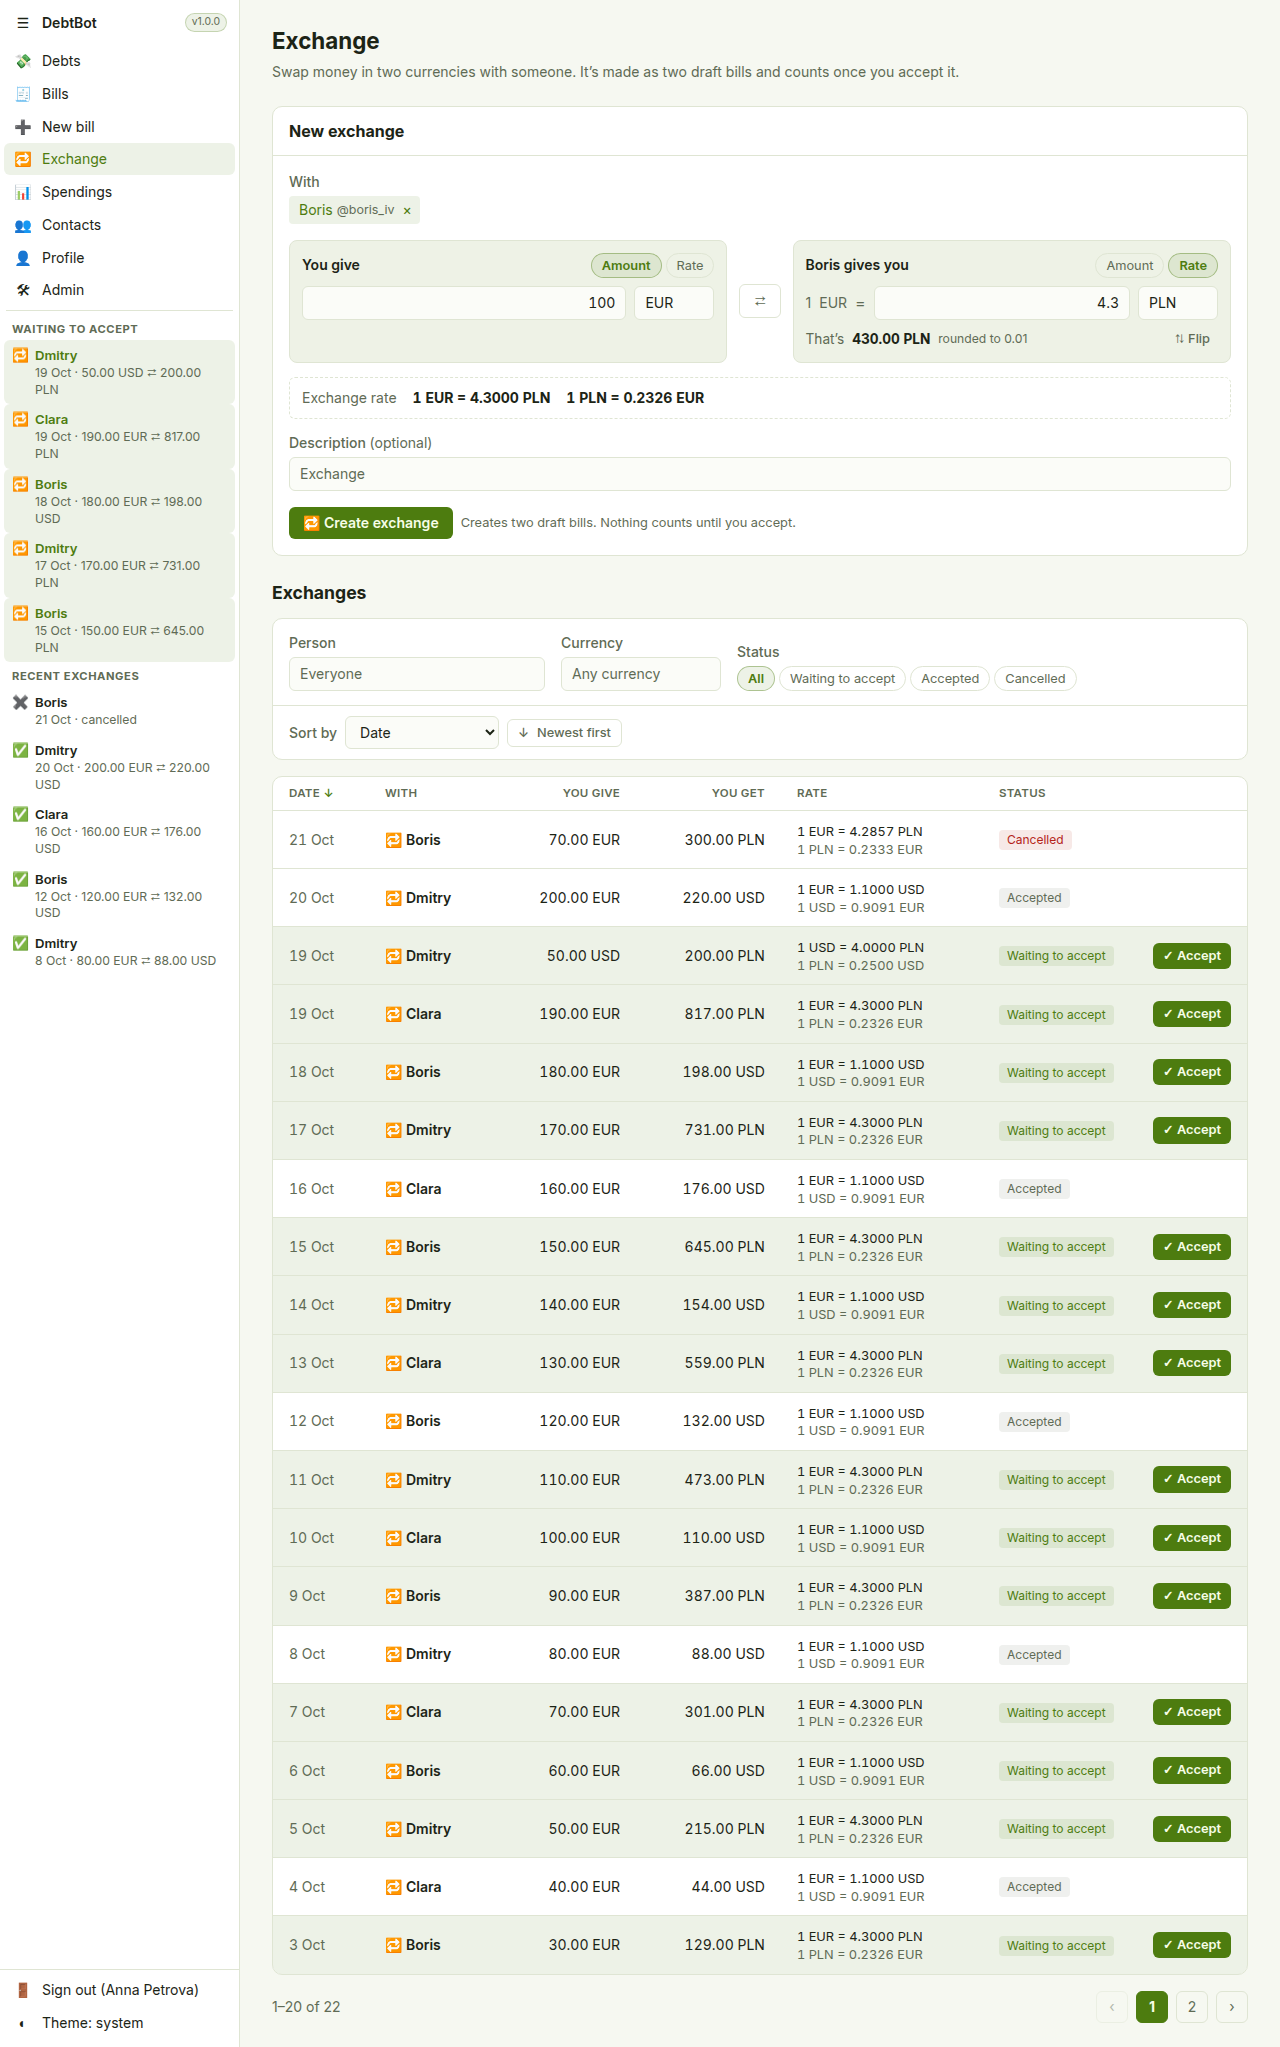 ☰ DebtBot v1.0.0
Debts
Bills
New bill
Exchange
Spendings
Contacts
Profile
Admin
WAITING TO ACCEPT
Dmitry
19 Oct · 50.00 USD ⇄ 200.00
PLN
Clara
19 Oct · 190.00 EUR ⇄ 817.00
PLN
Boris
18 Oct · 180.00 EUR ⇄ 198.00
USD
Dmitry
17 Oct · 170.00 EUR ⇄ 731.00
PLN
Boris
15 Oct · 150.00 EUR ⇄ 645.00
PLN
RECENT EXCHANGES
Boris
21 Oct · cancelled
Dmitry
20 Oct · 200.00 EUR ⇄ 220.00
USD
Clara
16 Oct · 160.00 EUR ⇄ 176.00
USD
Boris
12 Oct · 120.00 EUR ⇄ 132.00
USD
Dmitry
8 Oct · 80.00 EUR ⇄ 88.00 USD
Sign out (Anna Petrova)
Theme: system
Exchange
Swap money in two currencies with someone. It’s made as two draft bills and counts once you accept it.
New exchange
With
Boris @boris_iv ×
You give Amount Rate
100 EUR
⇄
Boris gives you Amount Rate
1 EUR = 4.3 PLN
That’s 430.00 PLN rounded to 0.01 ⇅ Flip
Exchange rate 1 EUR = 4.3000 PLN 1 PLN = 0.2326 EUR
Description (optional)
Exchange
Create exchange Creates two draft bills. Nothing counts until you accept.
Exchanges
Person Currency Status
Everyone Any currency All Waiting to accept Accepted Cancelled
Sort by Date ↓ Newest first
DATE ↓ WITH YOU GIVE YOU GET RATE STATUS
21 Oct Boris 70.00 EUR 300.00 PLN 1 EUR = 4.2857 PLN Cancelled
1 PLN = 0.2333 EUR
20 Oct Dmitry 200.00 EUR 220.00 USD 1 EUR = 1.1000 USD Accepted
1 USD = 0.9091 EUR
19 Oct Dmitry 50.00 USD 200.00 PLN 1 USD = 4.0000 PLN Waiting to accept ✓ Accept
1 PLN = 0.2500 USD
19 Oct Clara 190.00 EUR 817.00 PLN 1 EUR = 4.3000 PLN Waiting to accept ✓ Accept
1 PLN = 0.2326 EUR
18 Oct Boris 180.00 EUR 198.00 USD 1 EUR = 1.1000 USD Waiting to accept ✓ Accept
1 USD = 0.9091 EUR
17 Oct Dmitry 170.00 EUR 731.00 PLN 1 EUR = 4.3000 PLN Waiting to accept ✓ Accept
1 PLN = 0.2326 EUR
16 Oct Clara 160.00 EUR 176.00 USD 1 EUR = 1.1000 USD Accepted
1 USD = 0.9091 EUR
15 Oct Boris 150.00 EUR 645.00 PLN 1 EUR = 4.3000 PLN Waiting to accept ✓ Accept
1 PLN = 0.2326 EUR
14 Oct Dmitry 140.00 EUR 154.00 USD 1 EUR = 1.1000 USD Waiting to accept ✓ Accept
1 USD = 0.9091 EUR
13 Oct Clara 130.00 EUR 559.00 PLN 1 EUR = 4.3000 PLN Waiting to accept ✓ Accept
1 PLN = 0.2326 EUR
12 Oct Boris 120.00 EUR 132.00 USD 1 EUR = 1.1000 USD Accepted
1 USD = 0.9091 EUR
11 Oct Dmitry 110.00 EUR 473.00 PLN 1 EUR = 4.3000 PLN Waiting to accept ✓ Accept
1 PLN = 0.2326 EUR
10 Oct Clara 100.00 EUR 110.00 USD 1 EUR = 1.1000 USD Waiting to accept ✓ Accept
1 USD = 0.9091 EUR
9 Oct Boris 90.00 EUR 387.00 PLN 1 EUR = 4.3000 PLN Waiting to accept ✓ Accept
1 PLN = 0.2326 EUR
8 Oct Dmitry 80.00 EUR 88.00 USD 1 EUR = 1.1000 USD Accepted
1 USD = 0.9091 EUR
7 Oct Clara 70.00 EUR 301.00 PLN 1 EUR = 4.3000 PLN Waiting to accept ✓ Accept
1 PLN = 0.2326 EUR
6 Oct Boris 60.00 EUR 66.00 USD 1 EUR = 1.1000 USD Waiting to accept ✓ Accept
1 USD = 0.9091 EUR
5 Oct Dmitry 50.00 EUR 215.00 PLN 1 EUR = 4.3000 PLN Waiting to accept ✓ Accept
1 PLN = 0.2326 EUR
4 Oct Clara 40.00 EUR 44.00 USD 1 EUR = 1.1000 USD Accepted
1 USD = 0.9091 EUR
3 Oct Boris 30.00 EUR 129.00 PLN 1 EUR = 4.3000 PLN Waiting to accept ✓ Accept
1 PLN = 0.2326 EUR
1–20 of 22 ‹ 1 2 ›